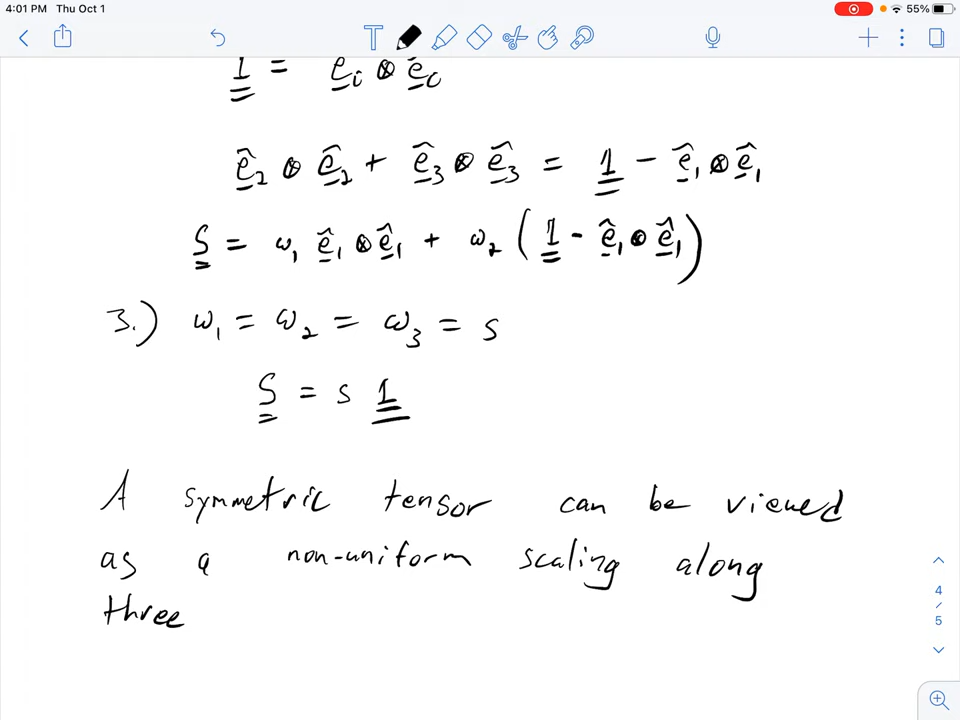 4:01 PM Thu Oct 1
55%
1 = e_i ⊗ e_i
ê_2 ⊗ ê_2 + ê_3 ⊗ ê_3 = 1 - ê_1 ⊗ ê_1
S = ω_1 ê_1 ⊗ ê_1 + ω_2 ( 1 - ê_1 ⊗ ê_1 )
3.) ω_1 = ω_2 = ω_3 = s
S = s 1
A symmetric tensor can be viewed
as a non-uniform scaling along
three
4
/
5